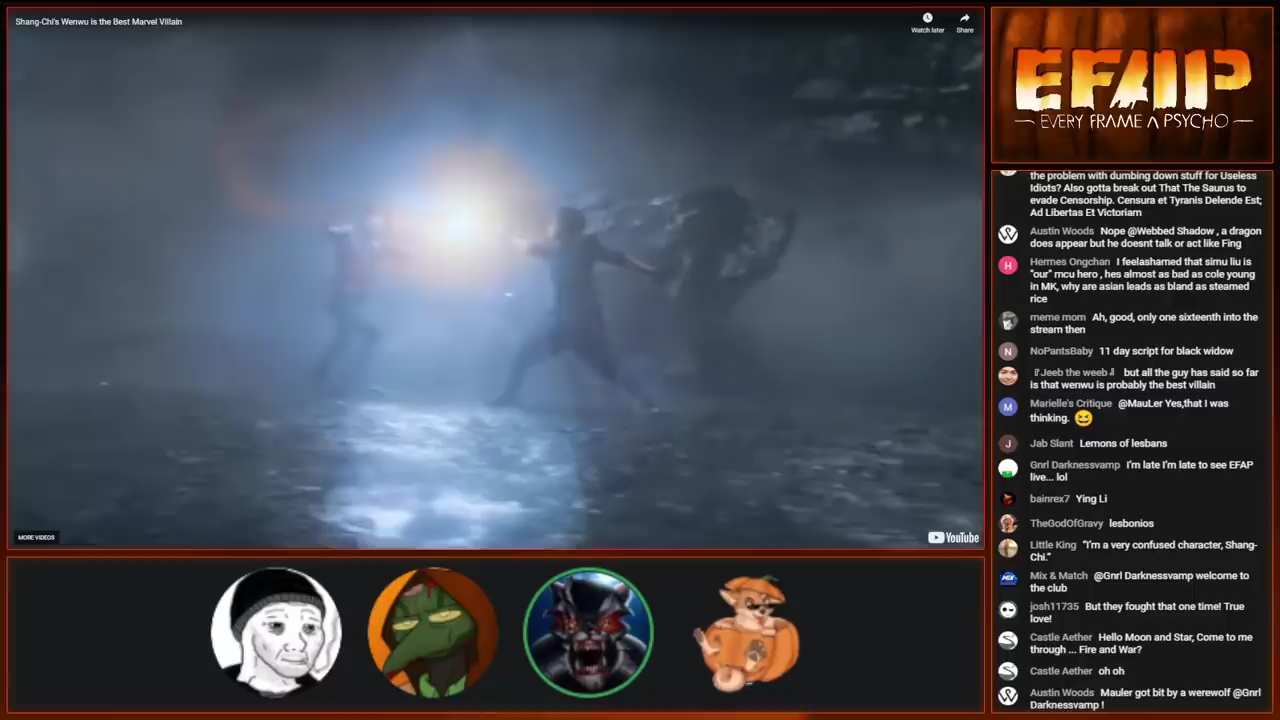 Shang-Chi's Wenwu is the Best Marvel Villain
Watch later
Share
MORE VIDEOS
YouTube
EFAP
EVERY FRAME A PSYCHO
the problem with dumbing down stuff for Useless
Idiots? Also gotta break out That The Saurus to
evade Censorship. Censura et Tyranis Delende Est;
Ad Libertas Et Victoriam
Austin Woods Nope @Webbed Shadow , a dragon
does appear but he doesnt talk or act like Fing
H
Hermes Ongchan I feelashamed that simu liu is
"our" mcu hero , hes almost as bad as cole young
in MK, why are asian leads as bland as steamed
rice
meme mom Ah, good, only one sixteenth into the
stream then
N
NoPantsBaby 11 day script for black widow
『Jeeb the weeb』 but all the guy has said so far
is that wenwu is probably the best villain
M
Marielle's Critique @MauLer Yes,that I was
thinking. 😆
J
Jab Slant Lemons of lesbans
Gnrl Darknessvamp I'm late I'm late to see EFAP
live... lol
bainrex7 Ying Li
TheGodOfGravy lesbonios
Little King "I'm a very confused character, Shang-
Chi."
Mix & Match @Gnrl Darknessvamp welcome to
the club
josh11735 But they fought that one time! True
love!
Castle Aether Hello Moon and Star, Come to me
through ... Fire and War?
Castle Aether oh oh
Austin Woods Mauler got bit by a werewolf @Gnrl
Darknessvamp !